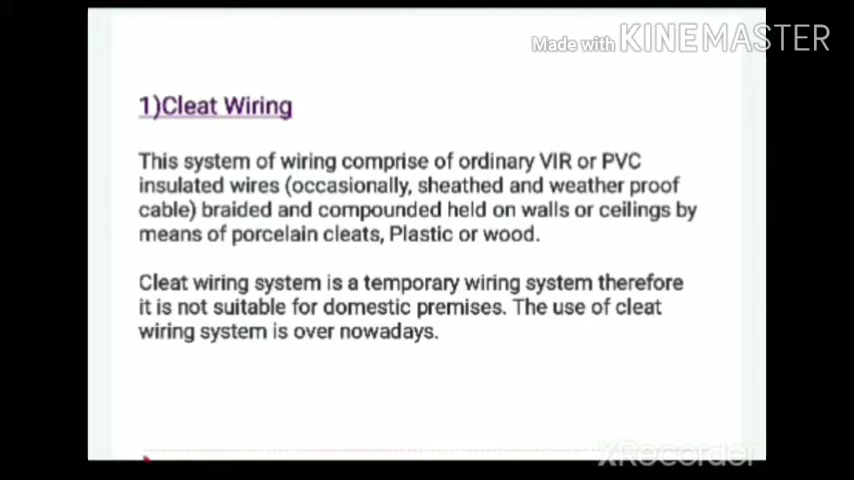 Made with KINEMASTER
1)Cleat Wiring
This system of wiring comprise of ordinary VIR or PVC
insulated wires (occasionally, sheathed and weather proof
cable) braided and compounded held on walls or ceilings by
means of porcelain cleats, Plastic or wood.
Cleat wiring system is a temporary wiring system therefore
it is not suitable for domestic premises. The use of cleat
wiring system is over nowadays.
XRecorder